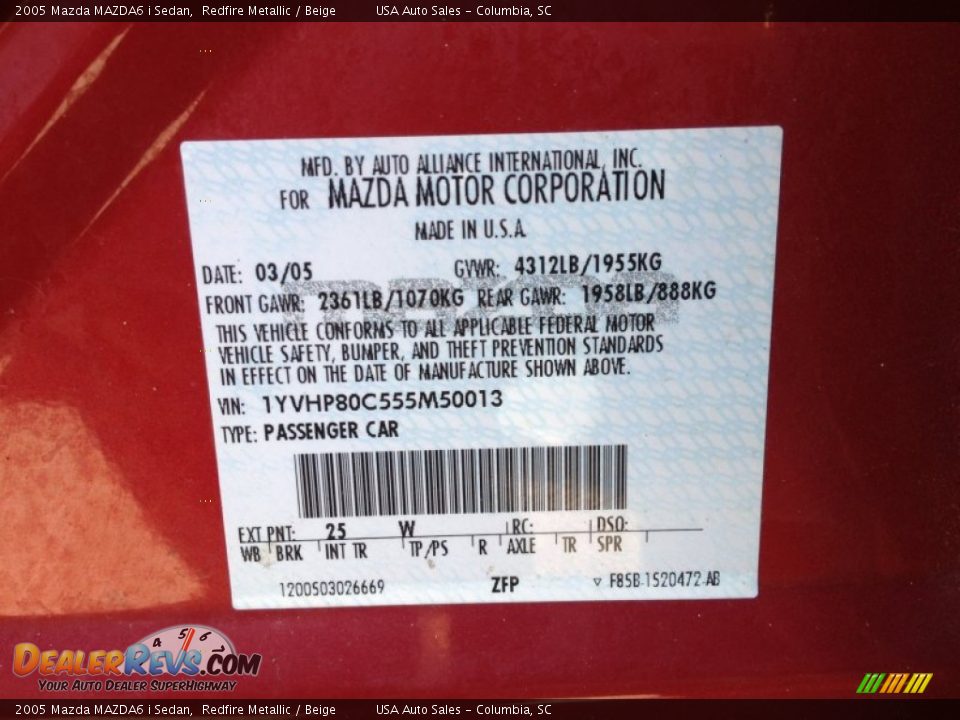 2005 Mazda MAZDA6 i Sedan, Redfire Metallic / Beige USA Auto Sales - Columbia, SC
MFD. BY AUTO ALLIANCE INTERNATIONAL, INC.
FOR MAZDA MOTOR CORPORATION
MADE IN U.S.A.
DATE: 03/05 GVWR: 4312LB/1955KG
FRONT GAWR: 2361LB/1070KG REAR GAWR: 1958LB/888KG
THIS VEHICLE CONFORMS TO ALL APPLICABLE FEDERAL MOTOR
VEHICLE SAFETY, BUMPER, AND THEFT PREVENTION STANDARDS
IN EFFECT ON THE DATE OF MANUFACTURE SHOWN ABOVE.
VIN: 1YVHP80C555M50013
TYPE: PASSENGER CAR
EXT PNT: 25 W RC: DSO:
WB BRK INT TR TP/PS R AXLE TR SPR
1200503026669 ZFP ▽ F85B-1520472-AB
4 5 6
DEALERREVS.COM
Your Auto Dealer SuperHighway
2005 Mazda MAZDA6 i Sedan, Redfire Metallic / Beige USA Auto Sales - Columbia, SC